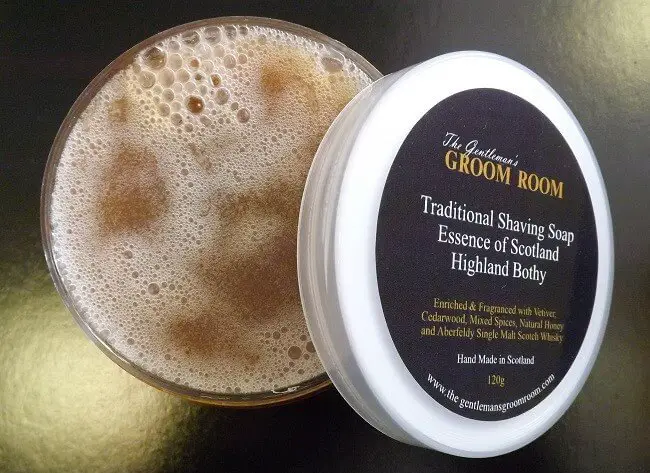 The Gentleman's
GROOM ROOM
Traditional Shaving Soap
Essence of Scotland
Highland Bothy
Enriched & Fragranced with Vetiver,
Cedarwood, Mixed Spices, Natural Honey
and Aberfeldy Single Malt Scotch Whisky
Hand Made in Scotland
120g
www.the gentlemansgroomroom.com